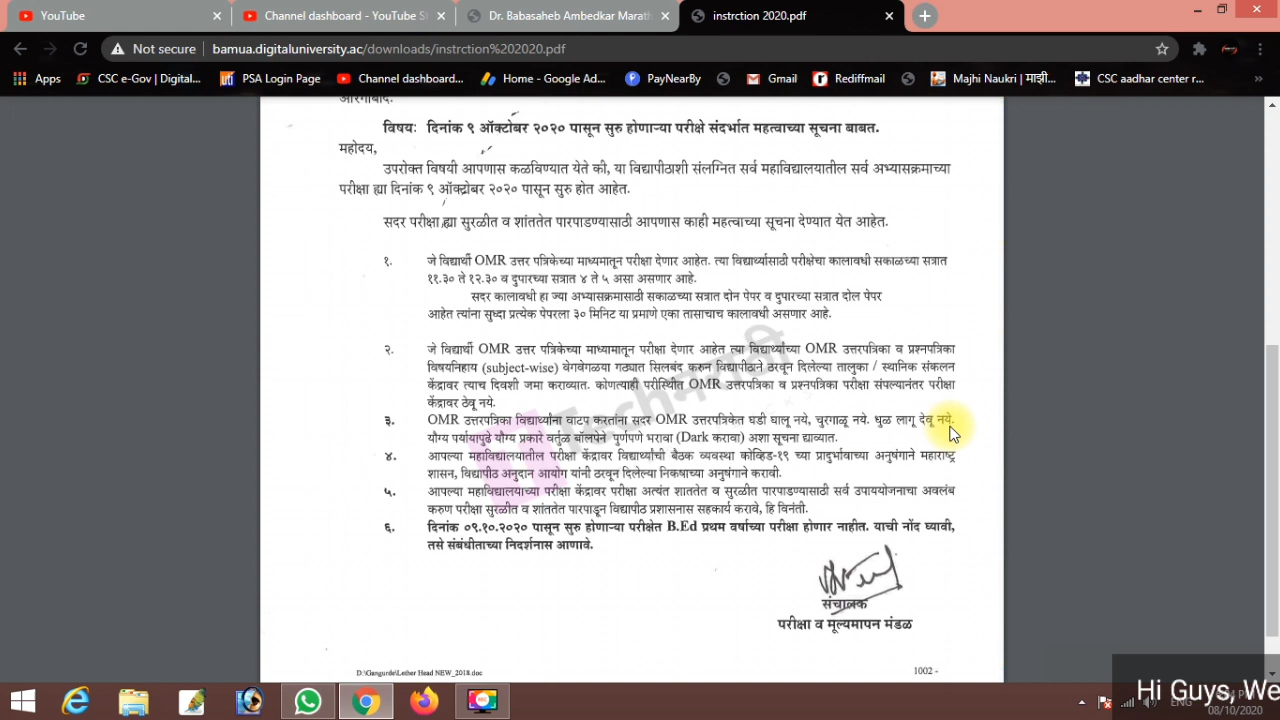 YouTube
Channel dashboard - YouTube St
Dr. Babasaheb Ambedkar Marath
instrction 2020.pdf
Not secure
bamua.digitaluniversity.ac/downloads/instrction%202020.pdf
Apps
CSC e-Gov | Digital...
PSA Login Page
Channel dashboard...
Home - Google Ad...
PayNearBy
Gmail
Rediffmail
Majhi Naukri | माझी...
CSC aadhar center r...
»
औरंगाबाद.
विषयः दिनांक ९ ऑक्टोबर २०२० पासून सुरु होणाऱ्या परीक्षे संदर्भात महत्वाच्या सूचना बाबत.
महोदय,
उपरोक्त विषयी आपणास कळविण्यात येते की, या विद्यापीठाशी संलग्नित सर्व महाविद्यालयातील सर्व अभ्यासक्रमाच्या
परीक्षा ह्या दिनांक ९ ऑक्टोबर २०२० पासून सुरु होत आहेत.
सदर परीक्षा ह्या सुरळीत व शांततेत पारपाडण्यासाठी आपणास काही महत्वाच्या सूचना देण्यात येत आहेत.
१. जे विद्यार्थी OMR उत्तर पत्रिकेच्या माध्यमातून परीक्षा देणार आहेत. त्या विद्यार्थ्यासाठी परीक्षेचा कालावधी सकाळच्या सत्रात
११.३० ते १२.३० व दुपारच्या सत्रात ४ ते ५ असा असणार आहे.
सदर कालावधी हा ज्या अभ्यासक्रमासाठी सकाळच्या सत्रात दोन पेपर व दुपारच्या सत्रात दोल पेपर
आहेत त्यांना सुध्दा प्रत्येक पेपरला ३० मिनिट या प्रमाणे एका तासाचाच कालावधी असणार आहे.
२. जे विद्यार्थी OMR उत्तर पत्रिकेच्या माध्यामातून परीक्षा देणार आहेत त्या विद्यार्थ्यांच्या OMR उत्तरपत्रिका व प्रश्नपत्रिका
विषयनिहाय (subject-wise) वेगवेगळया गठ्यात सिलबंद करुन विद्यापीठाने ठरवून दिलेल्या तालुका / स्थानिक संकलन
केंद्रावर त्याच दिवशी जमा कराव्यात. कोणत्याही परीस्थित OMR उत्तरपत्रिका व प्रश्नपत्रिका परीक्षा संपल्यानंतर परीक्षा
केंद्रावर ठेवू नये.
३. OMR उत्तरपत्रिका विद्यार्थ्यांना वाटप करतांना सदर OMR उत्तरपत्रिकेत घडी घालू नये, चुरगाळू नये. धुळ लागू देवू नये.
यौग्य पर्यायापुढे यौग्य प्रकारे वर्तुळ बॉलपेने पुर्णपणे भरावा (Dark करावा) अशा सूचना द्याव्यात.
४. आपल्या महाविद्यालयातील परीक्षा केंद्रावर विद्यार्थ्यांची बैठक व्यवस्था कोव्हिड-१९ च्या प्रादुर्भावाच्या अनुषंगाने महाराष्ट्र
शासन, विद्यापीठ अनुदान आयोग यांनी ठरवून दिलेल्या निकषाच्या अनुषंगाने करावी.
५. आपल्या महाविद्यालयाच्या परीक्षा केंद्रावर परीक्षा अत्यंत शाततेत व सुरळीत पारपाडण्यासाठी सर्व उपाययोजनाचा अवलंब
करुण परीक्षा सुरळीत व शांततेत पारपाडून विद्यापीठ प्रशासनास सहकार्य करावे, हि विनंती.
६. दिनांक ०९.१०.२०२० पासून सुरु होणाऱ्या परीक्षेत B.Ed प्रथम वर्षाच्या परीक्षा होणार नाहीत. याची नोंद घ्यावी,
तसे संबंधीताच्या निदर्शनास आणावे.
टिकिमराठी
संचालक
परीक्षा व मूल्यमापन मंडळ
D:\Gangurde\Lether Head NEW_2018.doc
1002 -
Hi Guys, We
ENG
08/10/2020